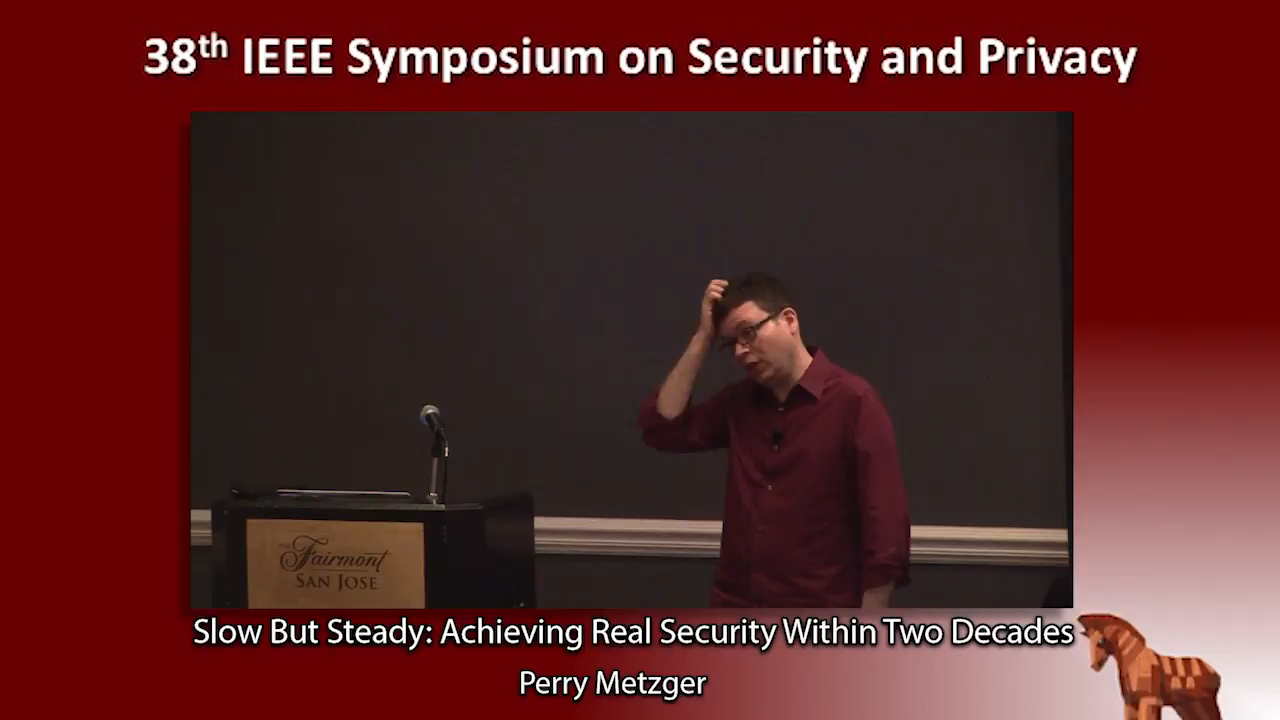 38th IEEE Symposium on Security and Privacy
Fairmont
SAN JOSE
Slow But Steady: Achieving Real Security Within Two Decades
Perry Metzger